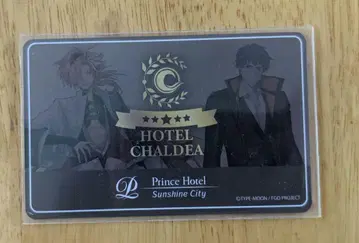 HOTEL
CHALDEA
Prince Hotel
Sunshine City
©TYPE-MOON / FGO PROJECT